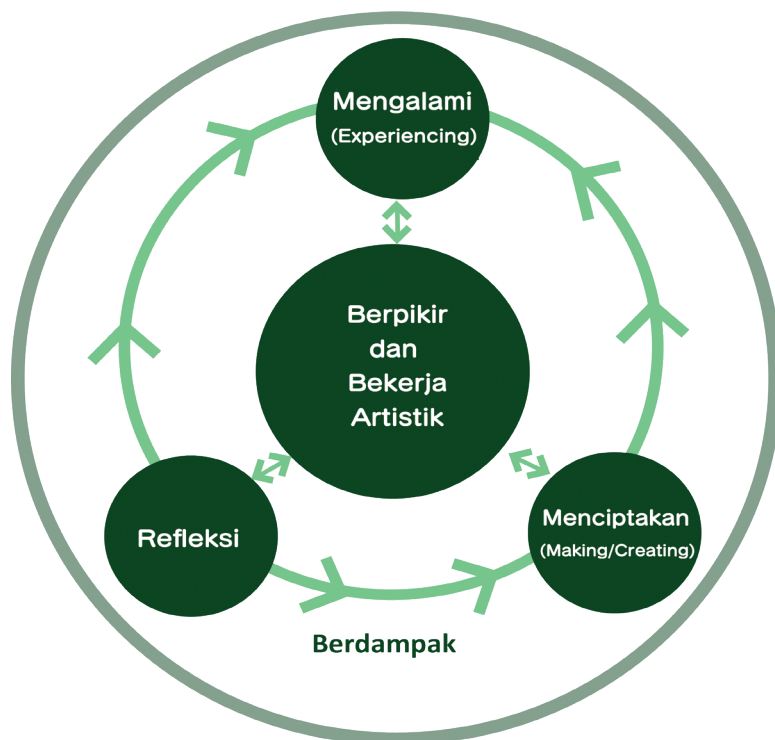 Mengalami
(Experiencing)
Berpikir
dan
Bekerja
Artistik
Refleksi
Menciptakan
(Making/Creating)
Berdampak